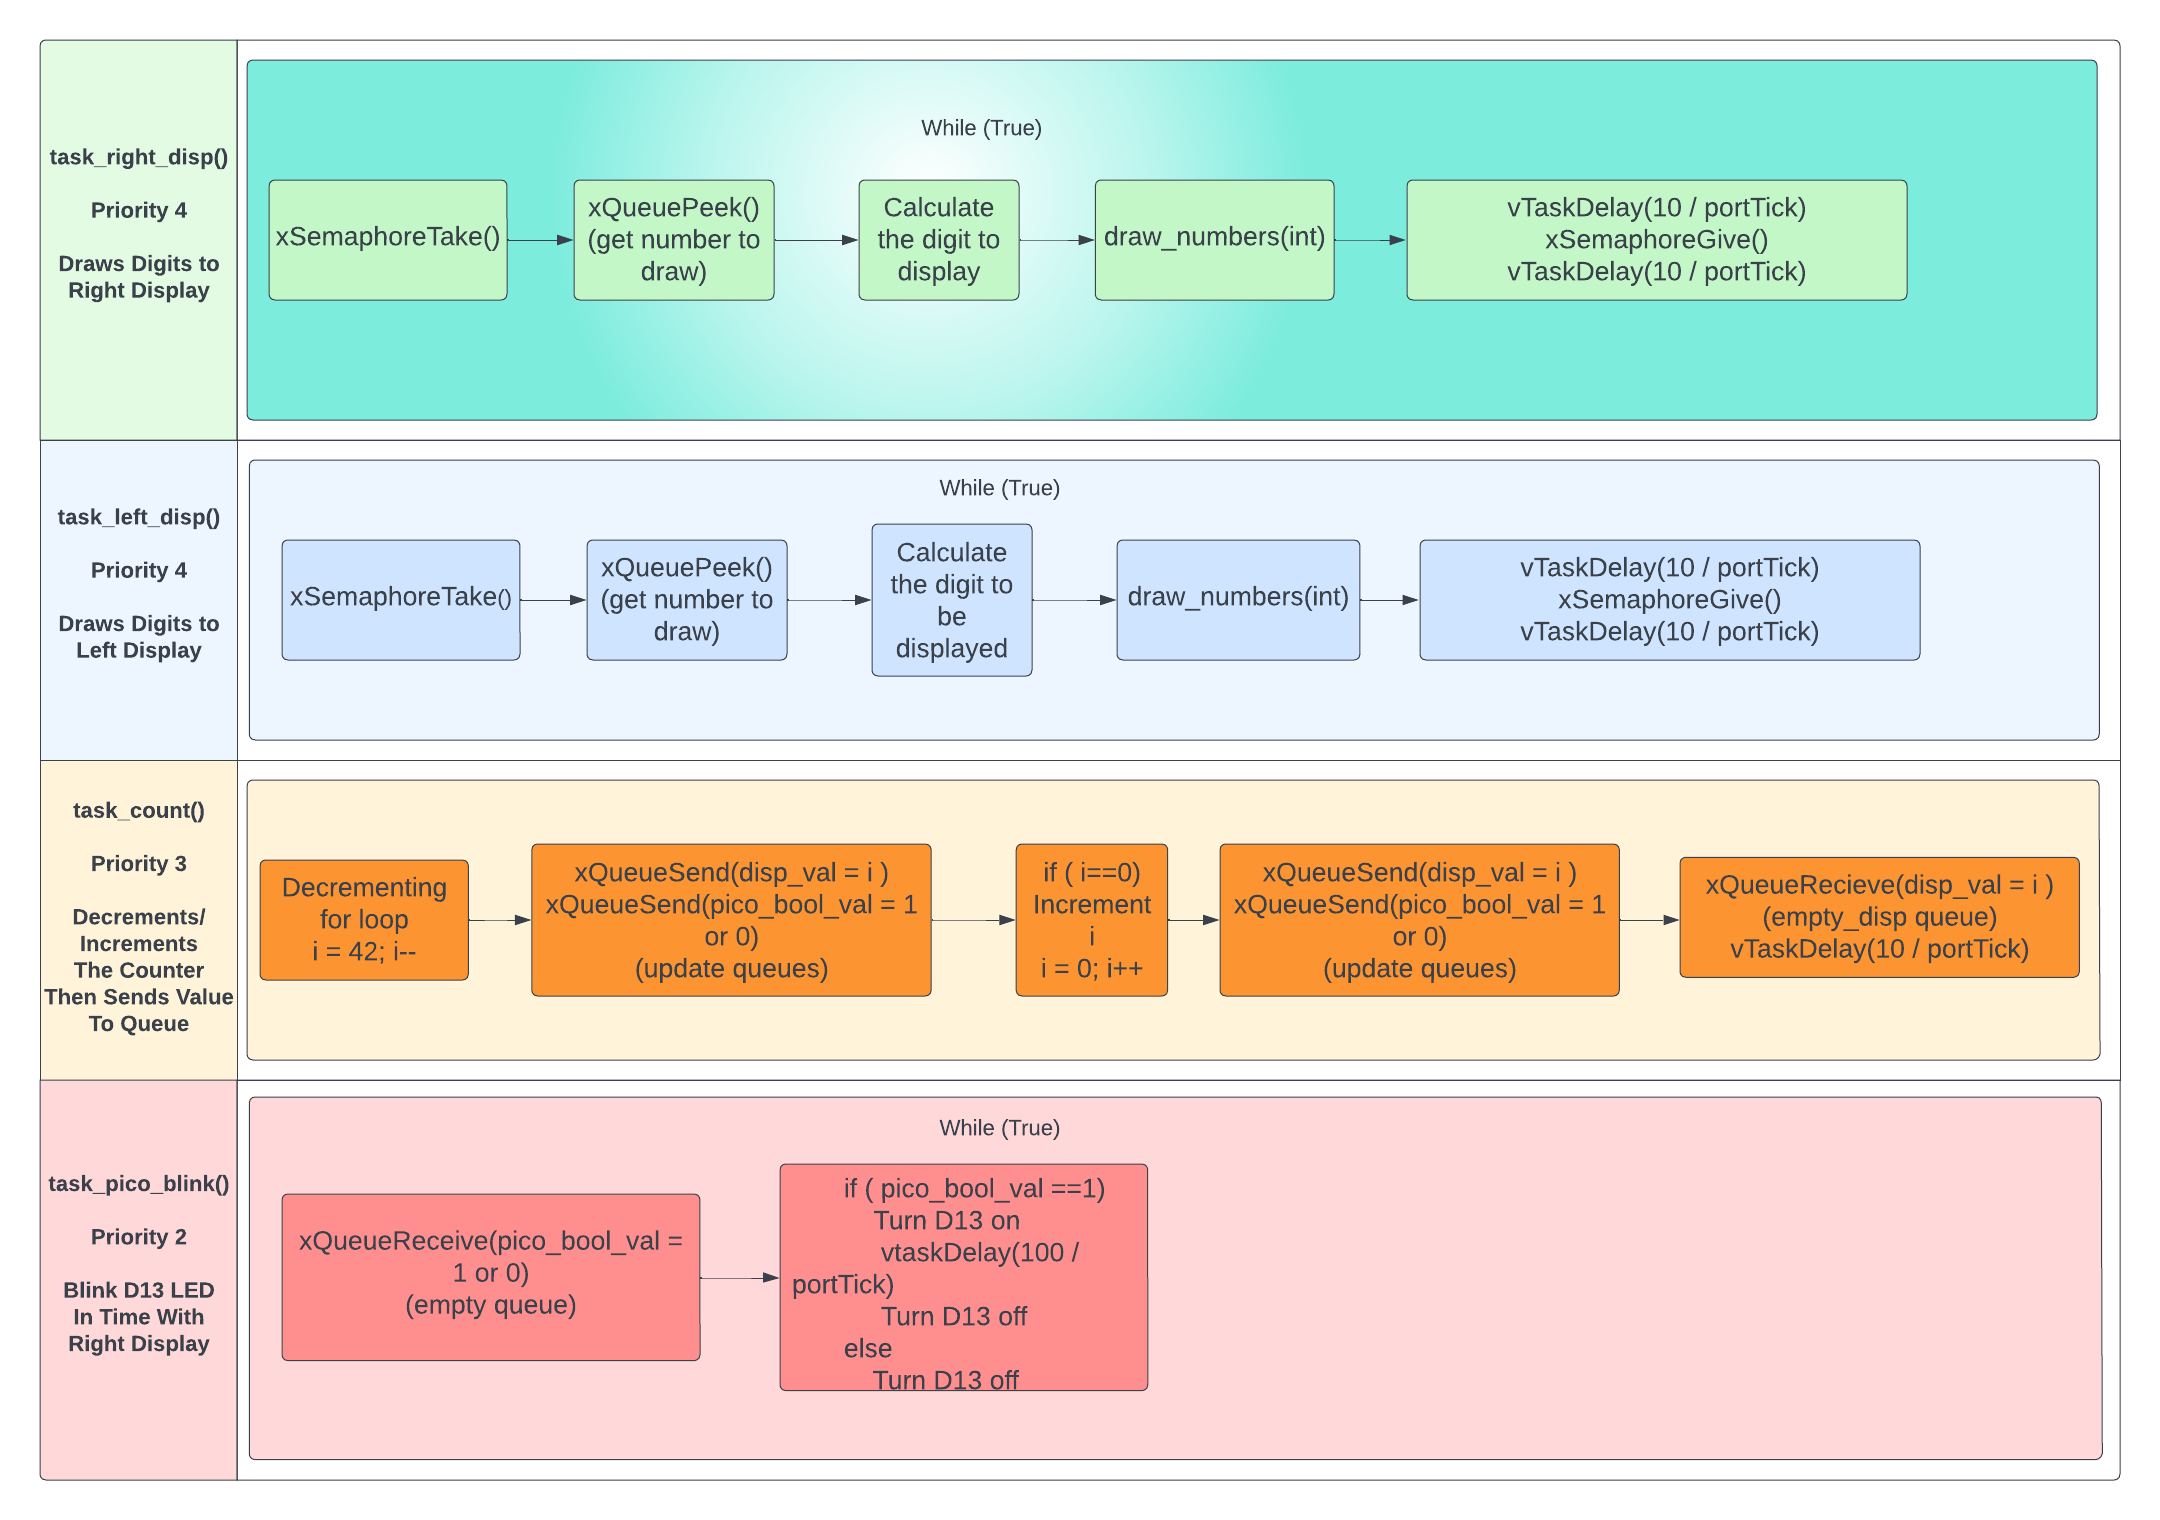 task_right_disp()
Priority 4
Draws Digits to
Right Display
While (True)
xSemaphoreTake()
xQueuePeek()
(get number to
draw)
Calculate
the digit to
display
draw_numbers(int)
vTaskDelay(10 / portTick)
xSemaphoreGive()
vTaskDelay(10 / portTick)
task_left_disp()
Priority 4
Draws Digits to
Left Display
While (True)
xSemaphoreTake()
xQueuePeek()
(get number to
draw)
Calculate
the digit to
be
displayed
draw_numbers(int)
vTaskDelay(10 / portTick)
xSemaphoreGive()
vTaskDelay(10 / portTick)
task_count()
Priority 3
Decrements/
Increments
The Counter
Then Sends Value
To Queue
Decrementing
for loop
i = 42; i--
xQueueSend(disp_val = i )
xQueueSend(pico_bool_val = 1
or 0)
(update queues)
if ( i==0)
Increment
i
i = 0; i++
xQueueSend(disp_val = i )
xQueueSend(pico_bool_val = 1
or 0)
(update queues)
xQueueRecieve(disp_val = i )
(empty_disp queue)
vTaskDelay(10 / portTick)
task_pico_blink()
Priority 2
Blink D13 LED
In Time With
Right Display
While (True)
xQueueReceive(pico_bool_val =
1 or 0)
(empty queue)
if ( pico_bool_val ==1)
Turn D13 on
vtaskDelay(100 /
portTick)
Turn D13 off
else
Turn D13 off